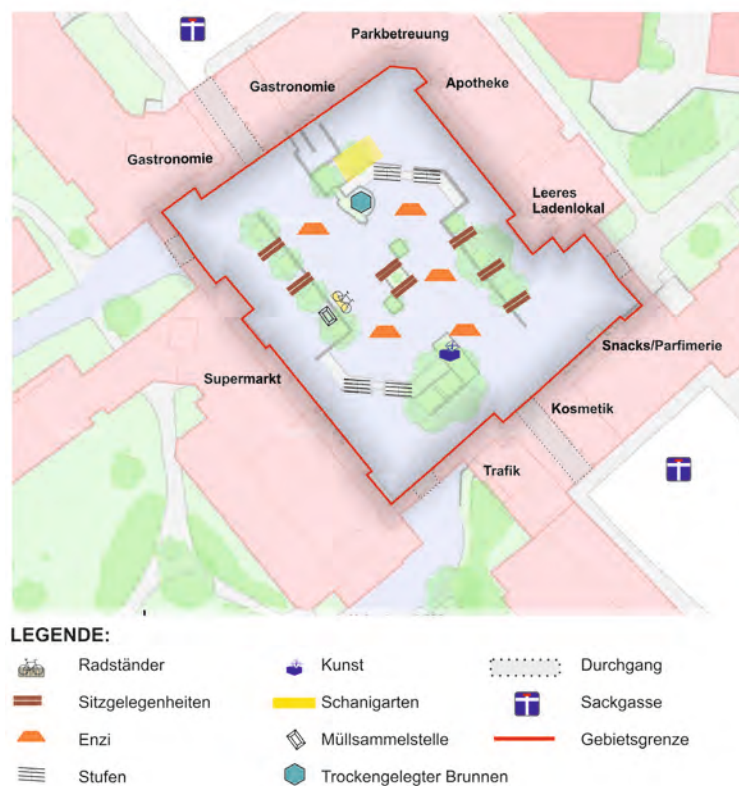 Parkbetreuung
Gastronomie
Apotheke
Gastronomie
Leeres
Ladenlokal
Snacks/Parfimerie
Supermarkt
Kosmetik
Trafik
LEGENDE:
Radständer
Kunst
Durchgang
Sitzgelegenheiten
Schanigarten
Sackgasse
Enzi
Müllsammelstelle
Gebietsgrenze
Stufen
Trockengelegter Brunnen